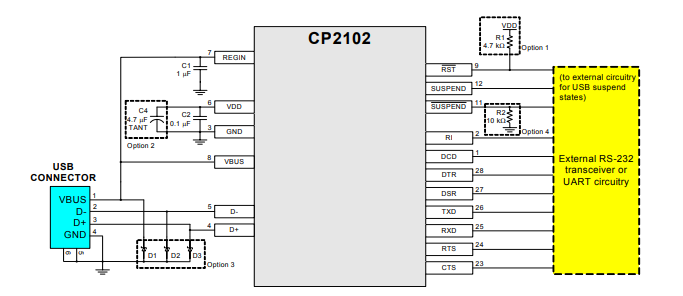 CP2102
VDD
R1
4.7 kΩ
Option 1
7
REGIN
C1
1 µF
RST
9
(to external circuitry
for USB suspend
states)
SUSPEND
12
SUSPEND
11
R2
10 kΩ
Option 4
C4
4.7 µF
TANT
Option 2
C2
0.1 µF
6
VDD
3
GND
8
VBUS
RI
2
DCD
1
DTR
28
DSR
27
TXD
26
RXD
25
RTS
24
CTS
23
External RS-232
transceiver or
UART circuitry
USB
CONNECTOR
VBUS
1
D-
2
D+
3
GND
4
6
5
5
D-
4
D+
D1
D2
D3
Option 3